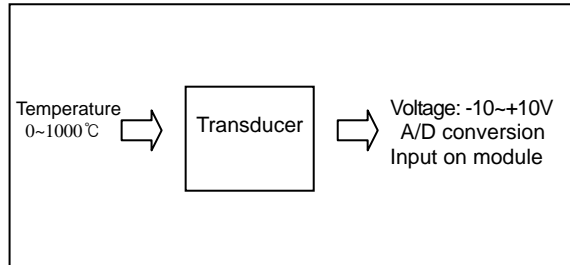 Temperature
0~1000℃
Transducer
Voltage: -10~+10V
A/D conversion
Input on module